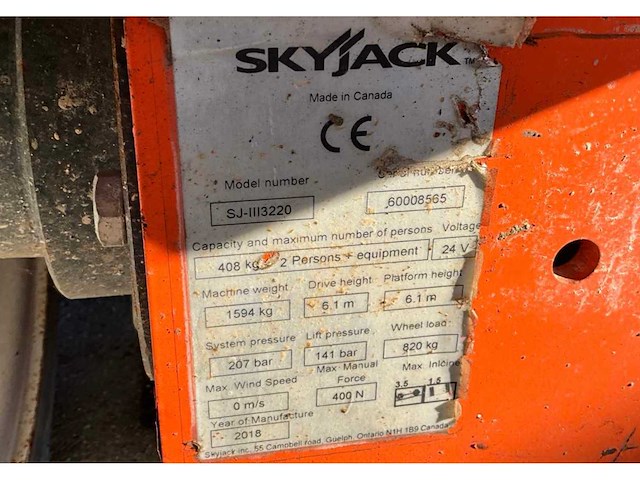 SKYJACK™
Made in Canada
CE
Model number Serial number
SJ-III3220 60008565
Capacity and maximum number of persons Voltage
408 kg 2 Persons + equipment 24 V
Machine weight Drive height Platform height
1594 kg 6.1 m 6.1 m
System pressure Lift pressure Wheel load
207 bar 141 bar 820 kg
Max. Wind Speed Max. Manual Force Max. Incline
0 m/s 400 N 3.5 1.5
Year of Manufacture
2018
Skyjack Inc. 55 Campbell road, Guelph, Ontario N1H 1B9 Canada